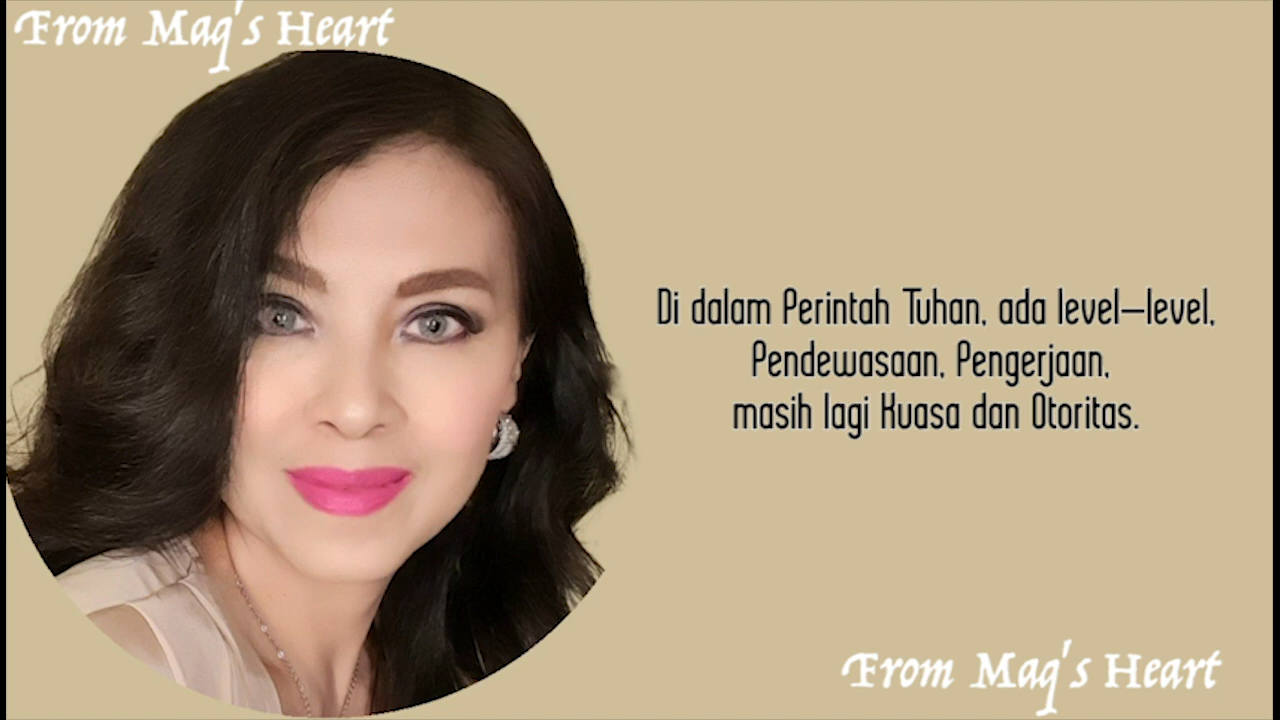 From Maq's Heart
Di dalam Perintah Tuhan, ada level-level,
Pendewasaan, Pengerjaan,
masih lagi Kuasa dan Otoritas.
From Maq's Heart